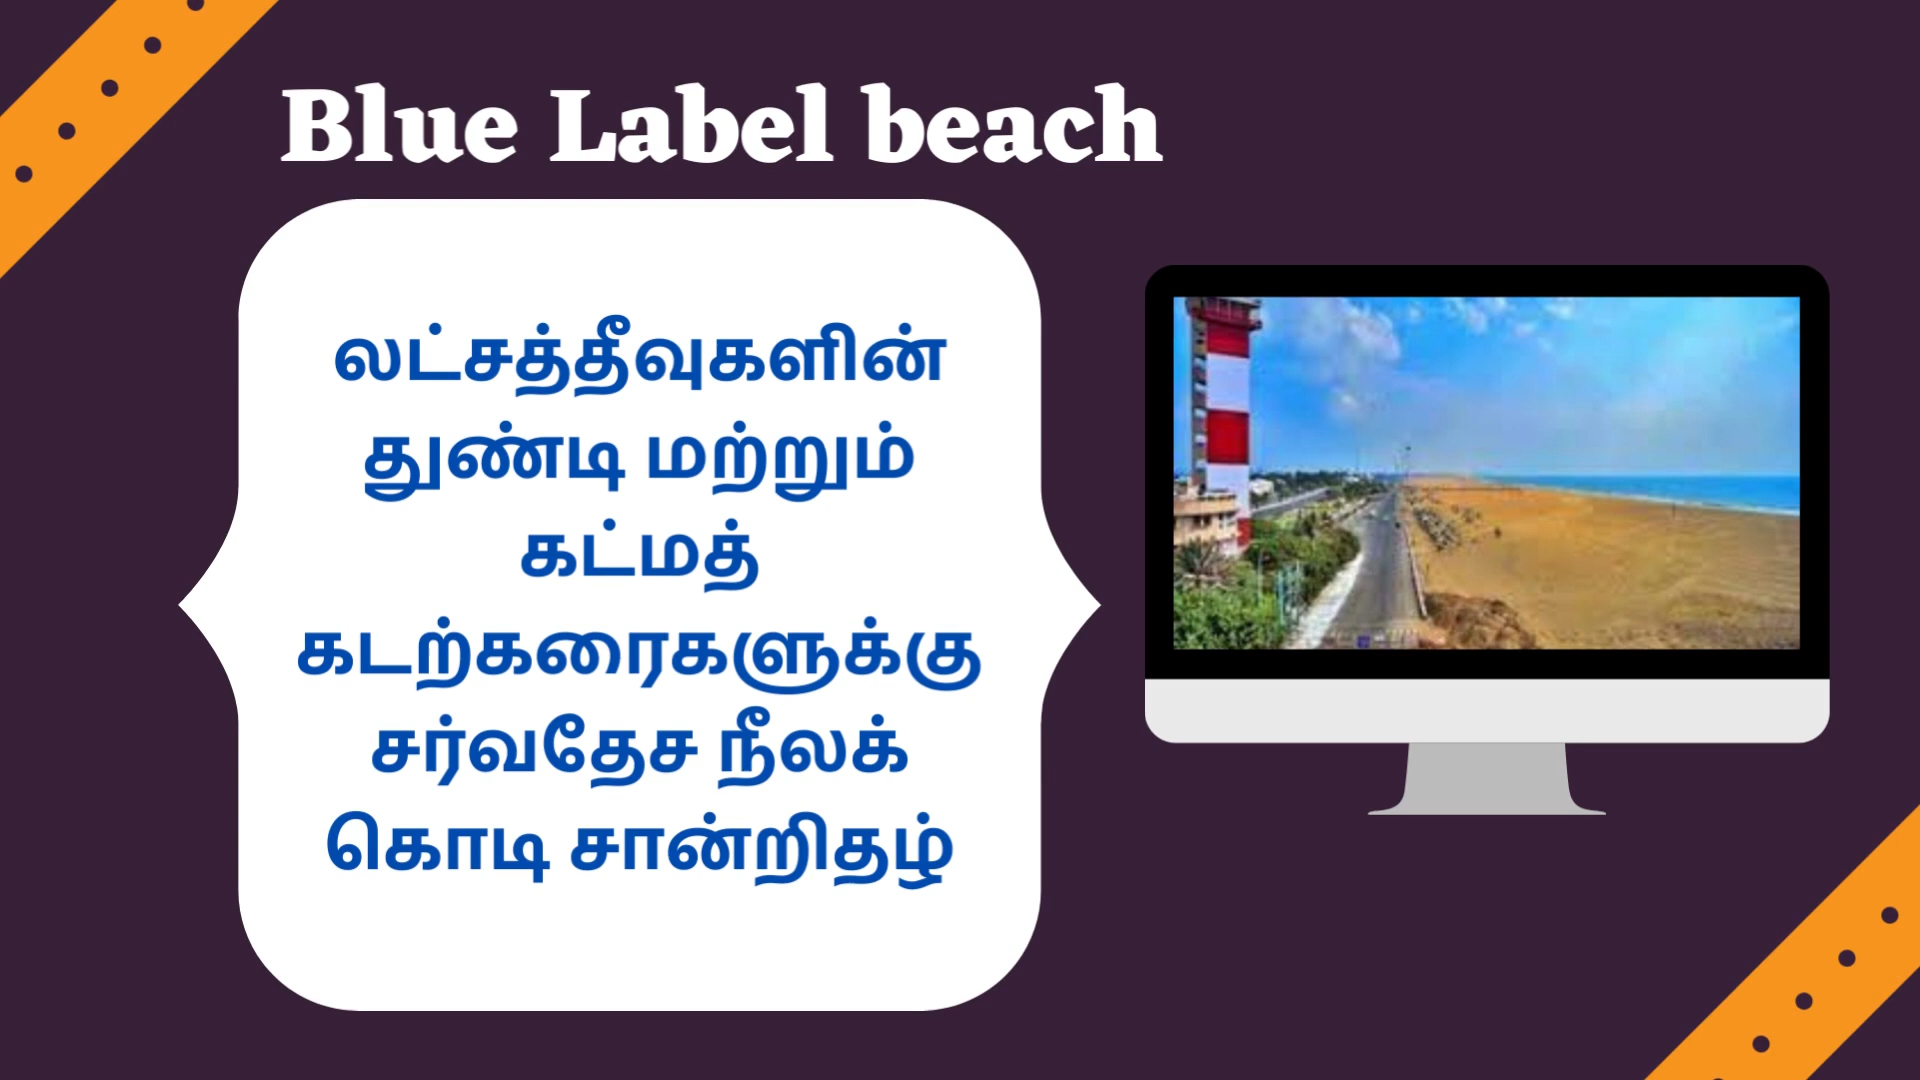 Blue Label beach
லட்சத்தீவுகளின்
துண்டி மற்றும்
கட்மத்
கடற்கரைகளுக்கு
சர்வதேச நீலக்
கொடி சான்றிதழ்